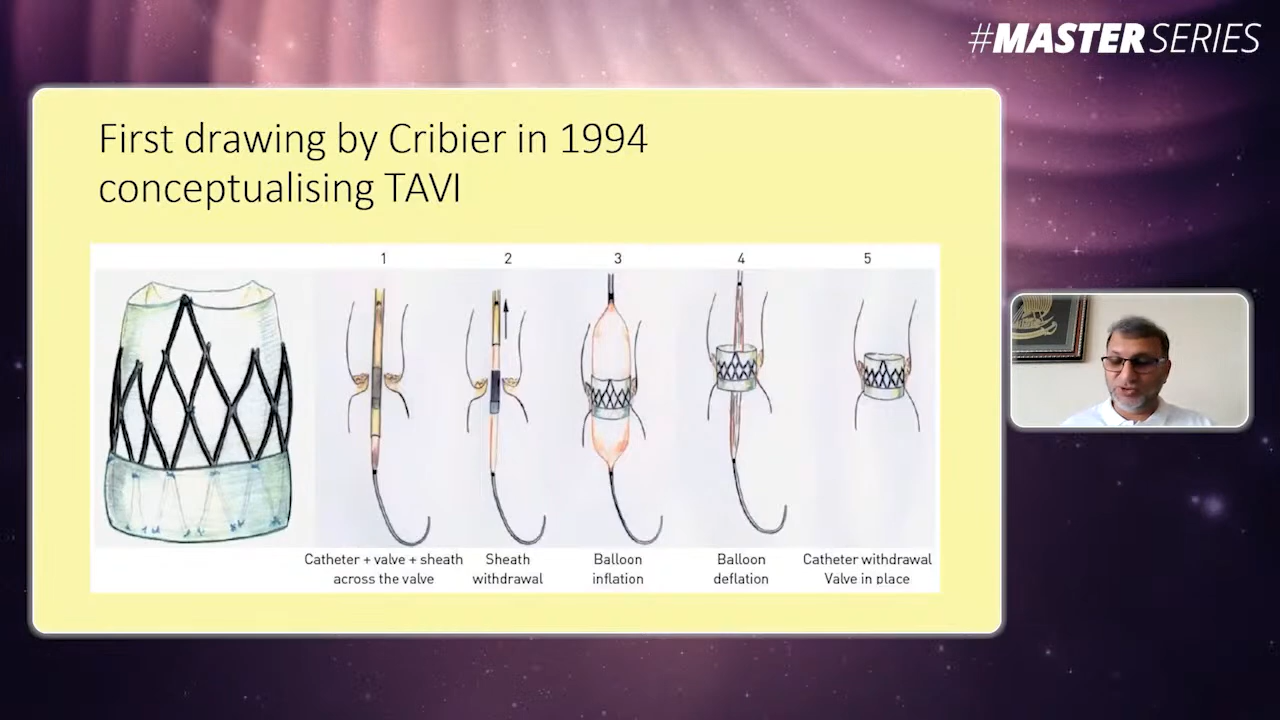 #MASTERSERIES
First drawing by Cribier in 1994
conceptualising TAVI
1 2 3 4 5
Catheter + valve + sheath
across the valve
Sheath
withdrawal
Balloon
inflation
Balloon
deflation
Catheter withdrawal
Valve in place